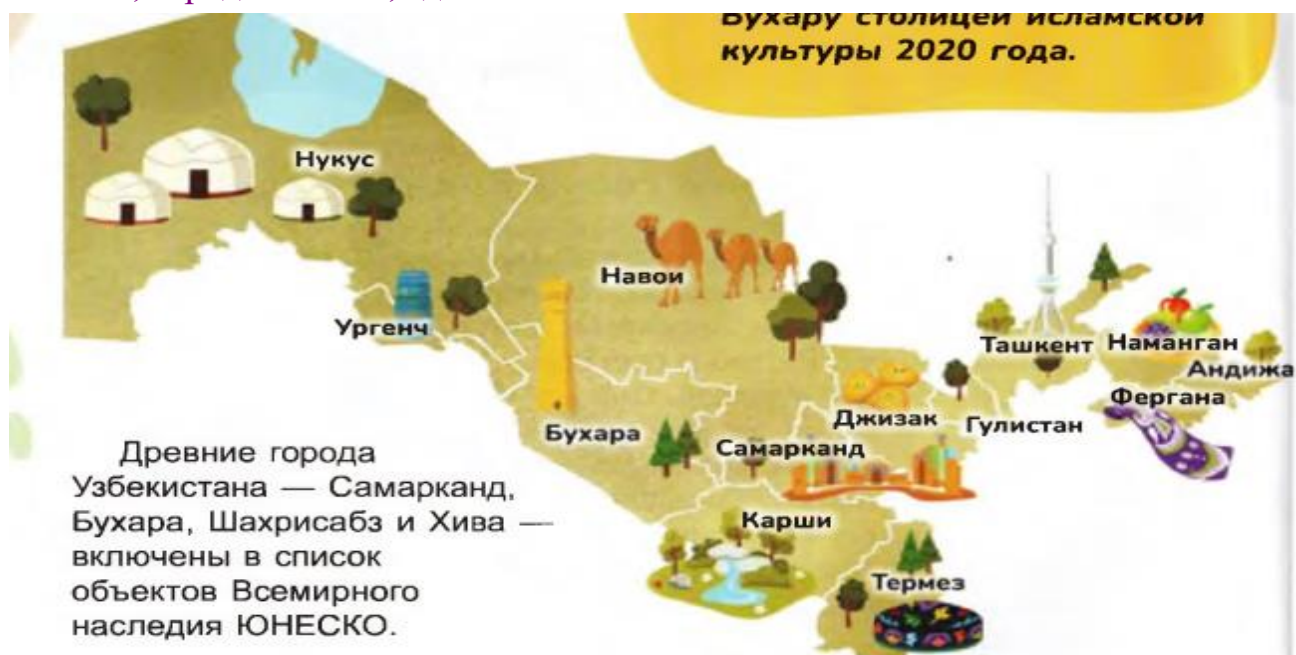 Бухару столицей исламской
культуры 2020 года.
Нукус
Навои
Ургенч
Ташкент
Наманган
Андижа
Фергана
Джизак
Гулистан
Бухара
Самарканд
Карши
Термез
Древние города
Узбекистана — Самарканд,
Бухара, Шахрисабз и Хива —
включены в список
объектов Всемирного
наследия ЮНЕСКО.